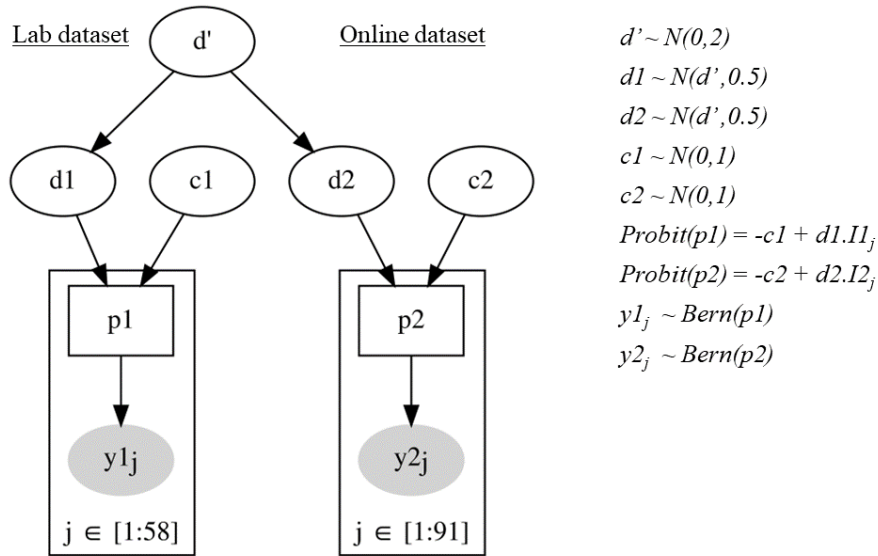 Lab dataset
d'
Online dataset
d1
c1
d2
c2
p1
p2
y1j
y2j
j ∈ [1:58]
j ∈ [1:91]
d’ ~ N(0,2)
d1 ~ N(d’,0.5)
d2 ~ N(d’,0.5)
c1 ~ N(0,1)
c2 ~ N(0,1)
Probit(p1) = -c1 + d1.I1j
Probit(p2) = -c2 + d2.I2j
y1j ~ Bern(p1)
y2j ~ Bern(p2)